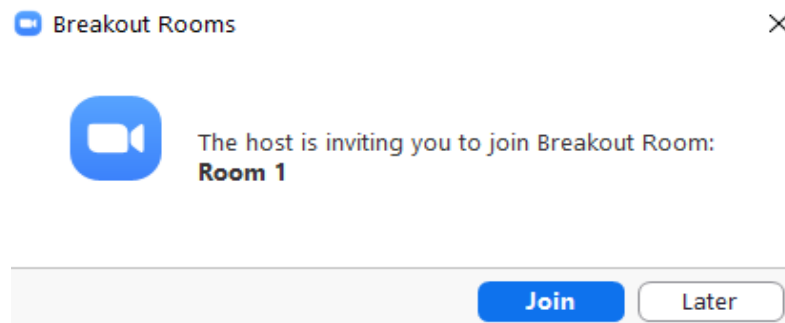 Breakout Rooms
The host is inviting you to join Breakout Room:
Room 1
Join Later